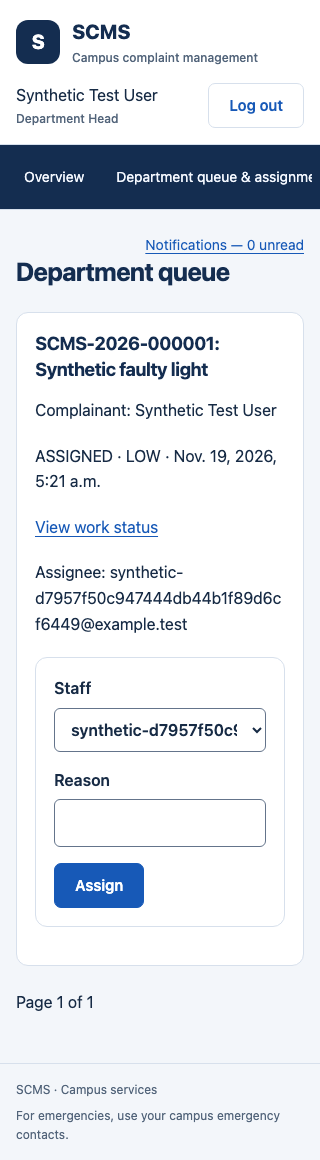 S
SCMS
Campus complaint management
Synthetic Test User
Department Head
Log out
Overview
Department queue & assignme
Notifications — 0 unread
Department queue
SCMS-2026-000001:
Synthetic faulty light
Complainant: Synthetic Test User
ASSIGNED · LOW · Nov. 19, 2026,
5:21 a.m.
View work status
Assignee: synthetic-
d7957f50c947444db44b1f89d6c
f6449@example.test
Staff
synthetic-d7957f50c9
Reason
Assign
Page 1 of 1
SCMS · Campus services
For emergencies, use your campus emergency
contacts.